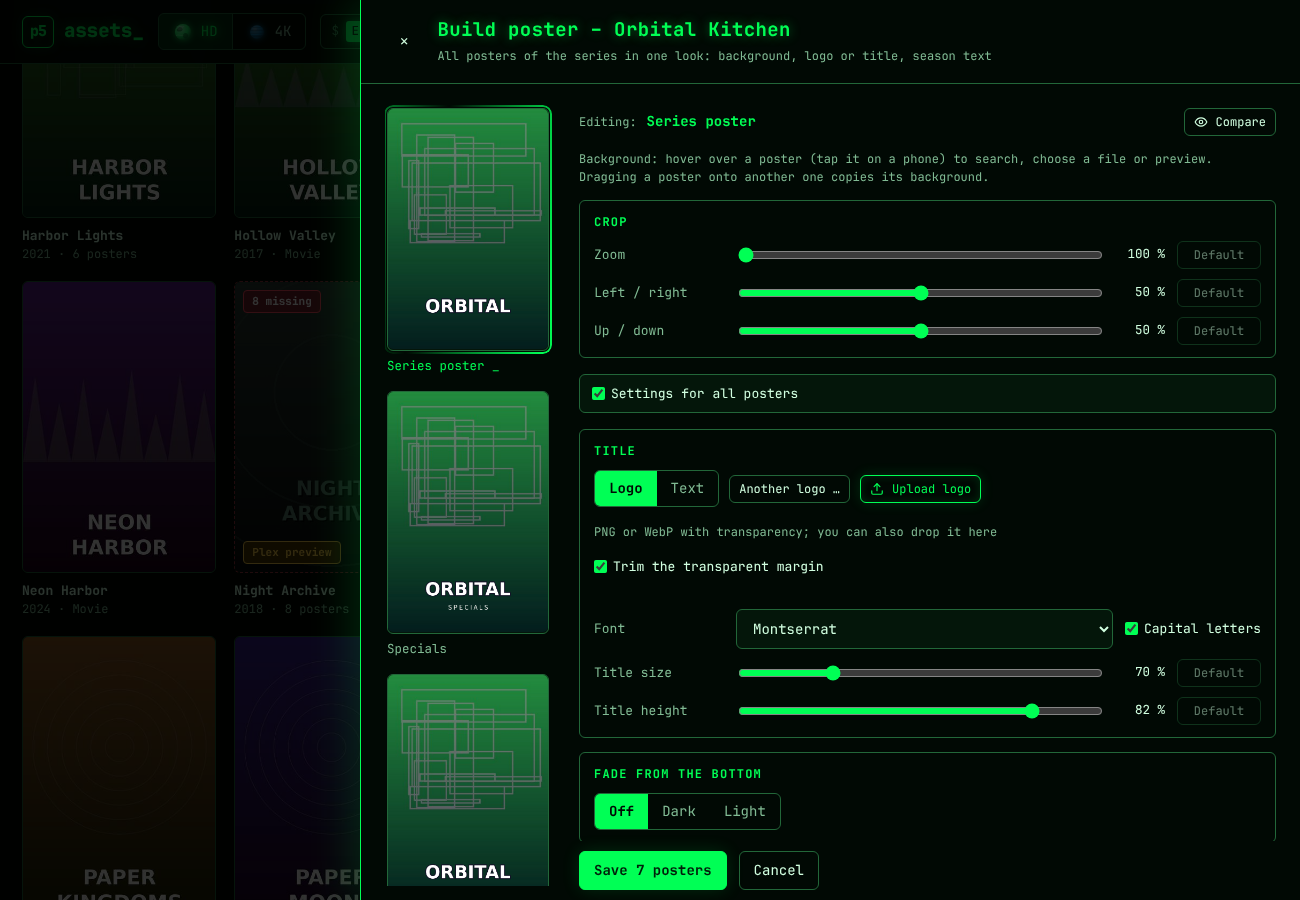 p5 assets_
HD
4K
$
HARBOR
LIGHTS
Harbor Lights
2021 · 6 posters
Hollow Valley
2017 · Movie
NEON
HARBOR
Neon Harbor
2024 · Movie
8 missing
NIGHT
Plex preview
Night Archive
2018 · 8 posters
PAPER
KINGDOMS
PAPER
MOON
×
Build poster – Orbital Kitchen
All posters of the series in one look: background, logo or title, season text
ORBITAL
Series poster _
ORBITAL
SPECIALS
Specials
ORBITAL
Editing: Series poster
Compare
Background: hover over a poster (tap it on a phone) to search, choose a file or preview.
Dragging a poster onto another one copies its background.
CROP
Zoom 100 % Default
Left / right 50 % Default
Up / down 50 % Default
Settings for all posters
TITLE
Logo Text Another logo … Upload logo
PNG or WebP with transparency; you can also drop it here
Trim the transparent margin
Font Montserrat Capital letters
Title size 70 % Default
Title height 82 % Default
FADE FROM THE BOTTOM
Off Dark Light
Save 7 posters Cancel